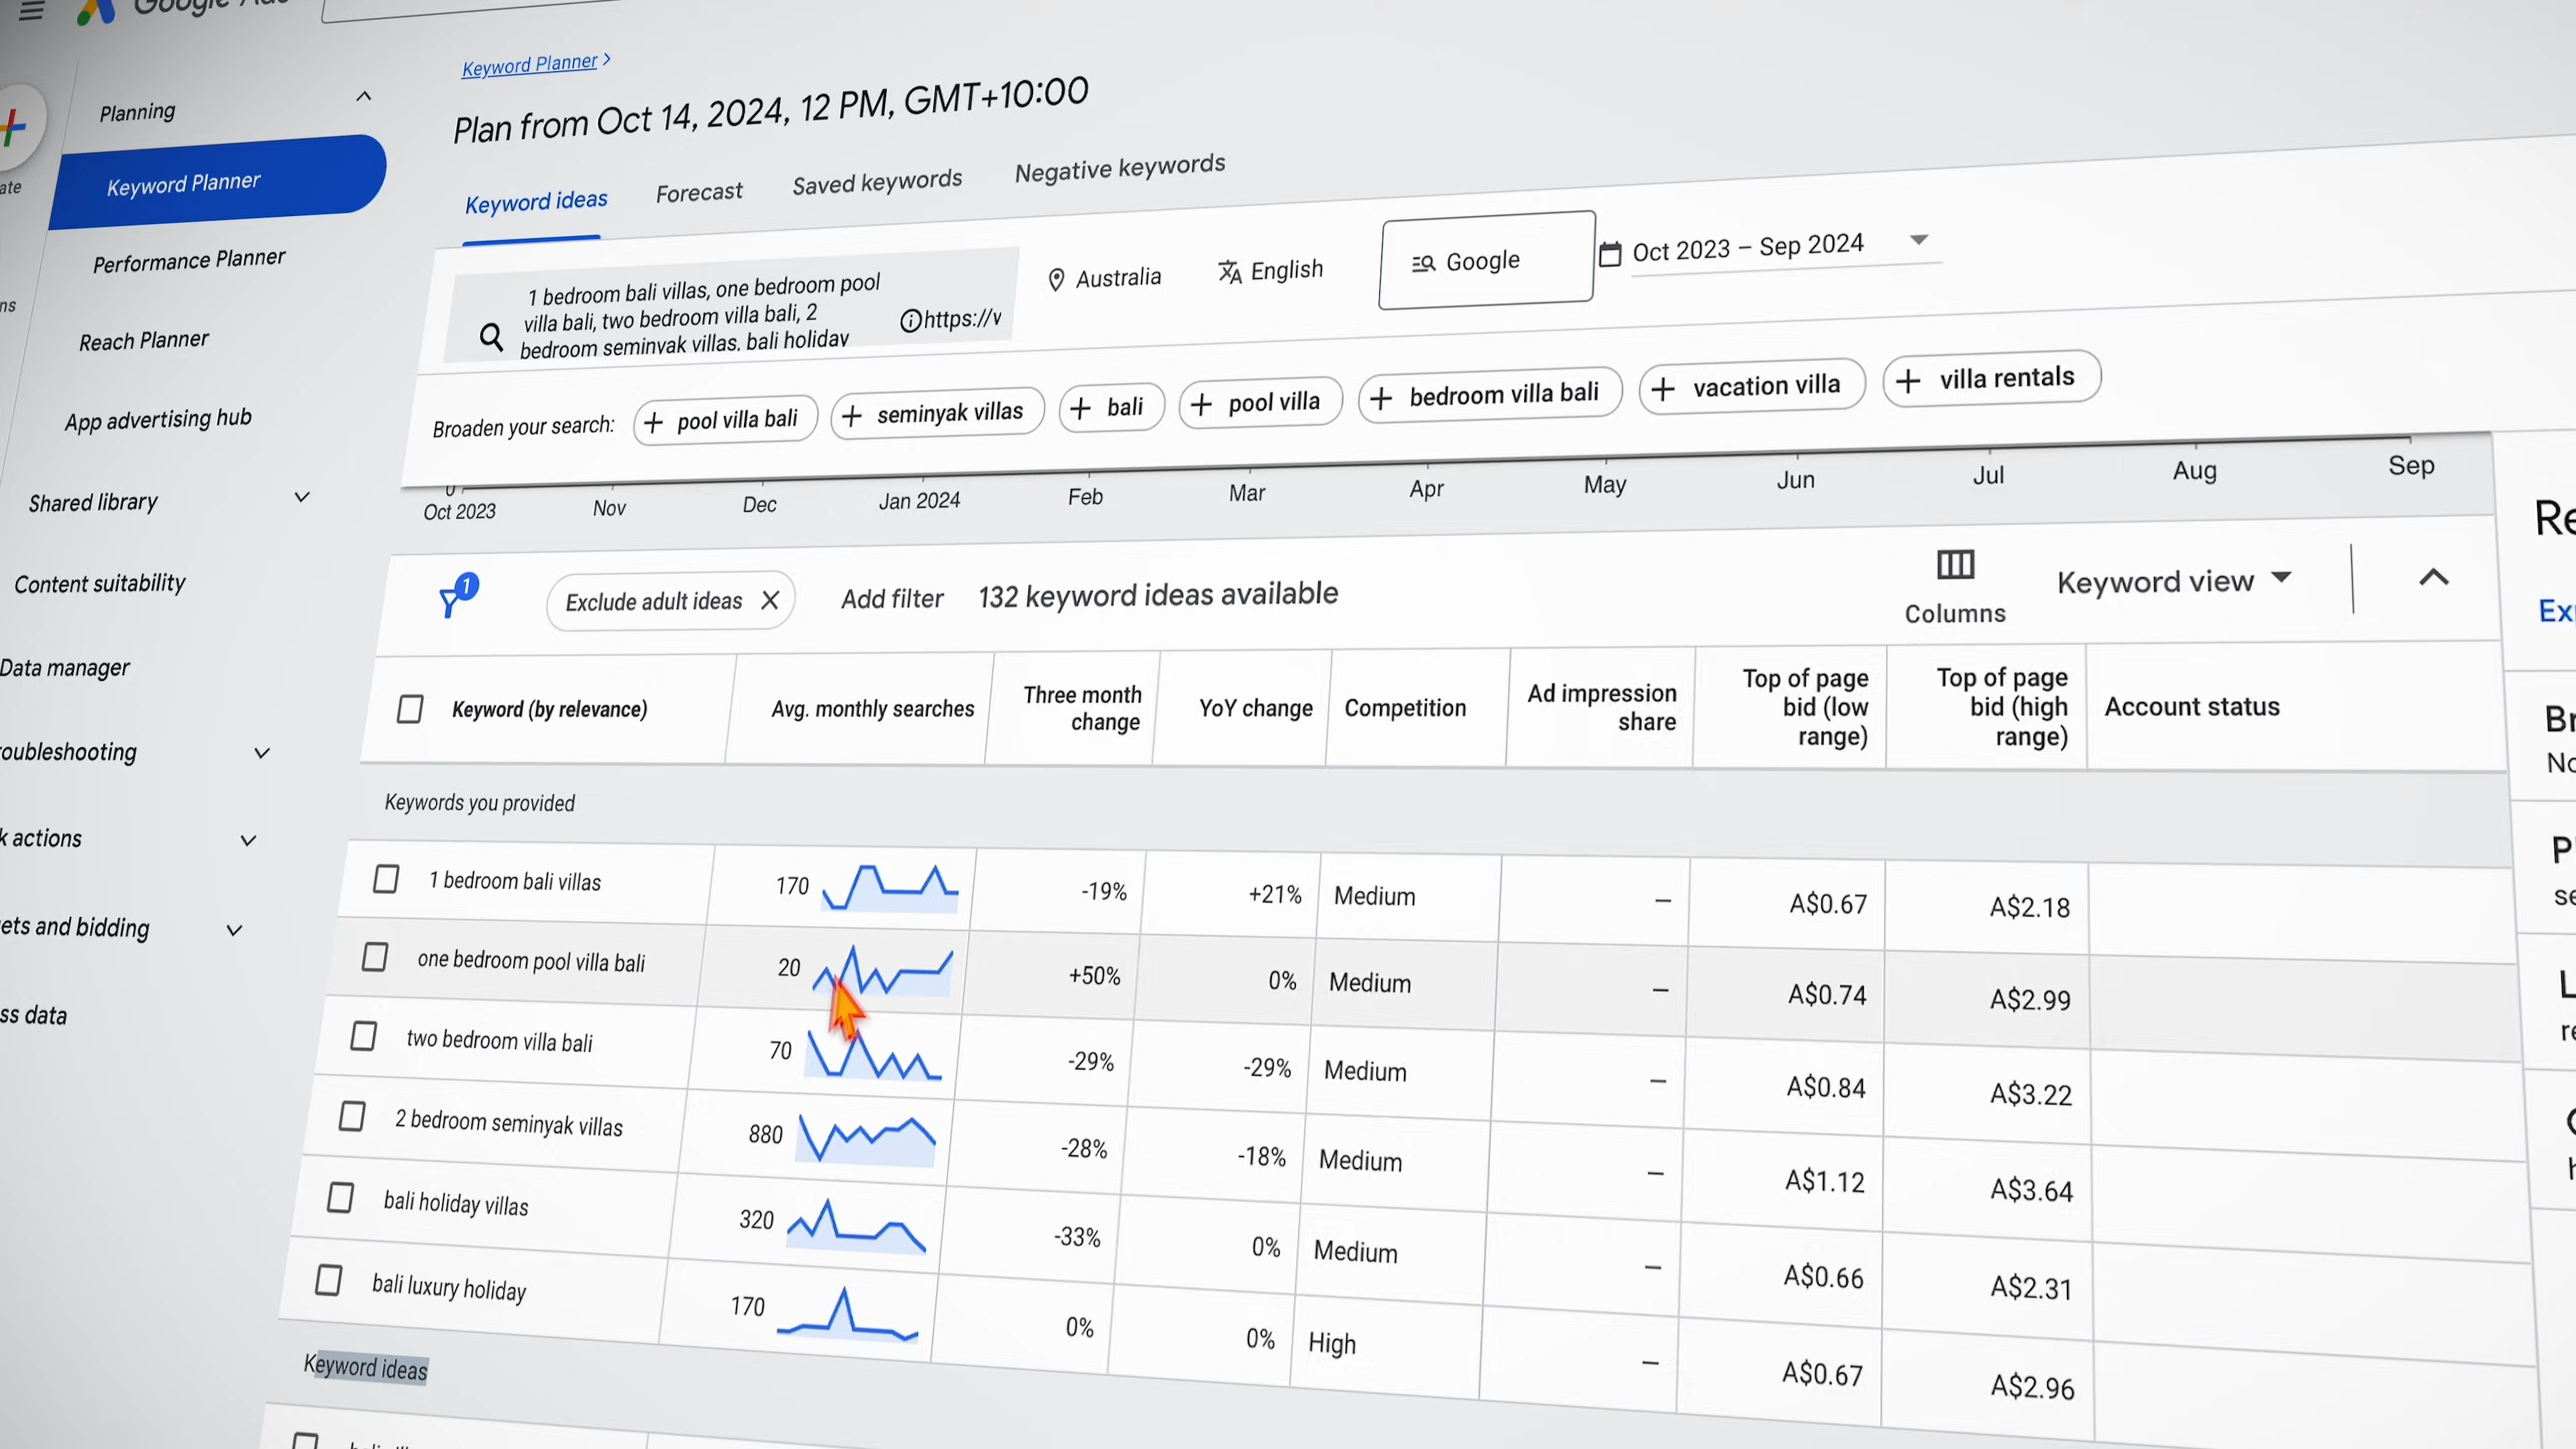 Keyword Planner >
Plan from Oct 14, 2024, 12 PM, GMT+10:00
Planning
Keyword Planner
Performance Planner
Reach Planner
App advertising hub
Shared library
Content suitability
Data manager
actions
and bidding
data
Keyword ideas
Forecast
Saved keywords
Negative keywords
1 bedroom bali villas, one bedroom pool
villa bali, two bedroom villa bali, 2
bedroom seminyak villas, bali holiday
https://v
Australia
English
Google
Oct 2023 – Sep 2024
Broaden your search:
pool villa bali
seminyak villas
bali
pool villa
bedroom villa bali
vacation villa
villa rentals
0
Oct 2023 Nov Dec Jan 2024 Feb Mar Apr May Jun Jul Aug Sep
1
Exclude adult ideas
Add filter
132 keyword ideas available
Columns
Keyword view
Keyword (by relevance)
Avg. monthly searches
Three month
change
YoY change
Competition
Ad impression
share
Top of page
bid (low
range)
Top of page
bid (high
range)
Account status
Keywords you provided
1 bedroom bali villas 170 -19% +21% Medium – A$0.67 A$2.18
one bedroom pool villa bali 20 +50% 0% Medium – A$0.74 A$2.99
two bedroom villa bali 70 -29% -29% Medium – A$0.84 A$3.22
2 bedroom seminyak villas 880 -28% -18% Medium – A$1.12 A$3.64
bali holiday villas 320 -33% 0% Medium – A$0.66 A$2.31
bali luxury holiday 170 0% 0% High – A$0.67 A$2.96
Keyword ideas